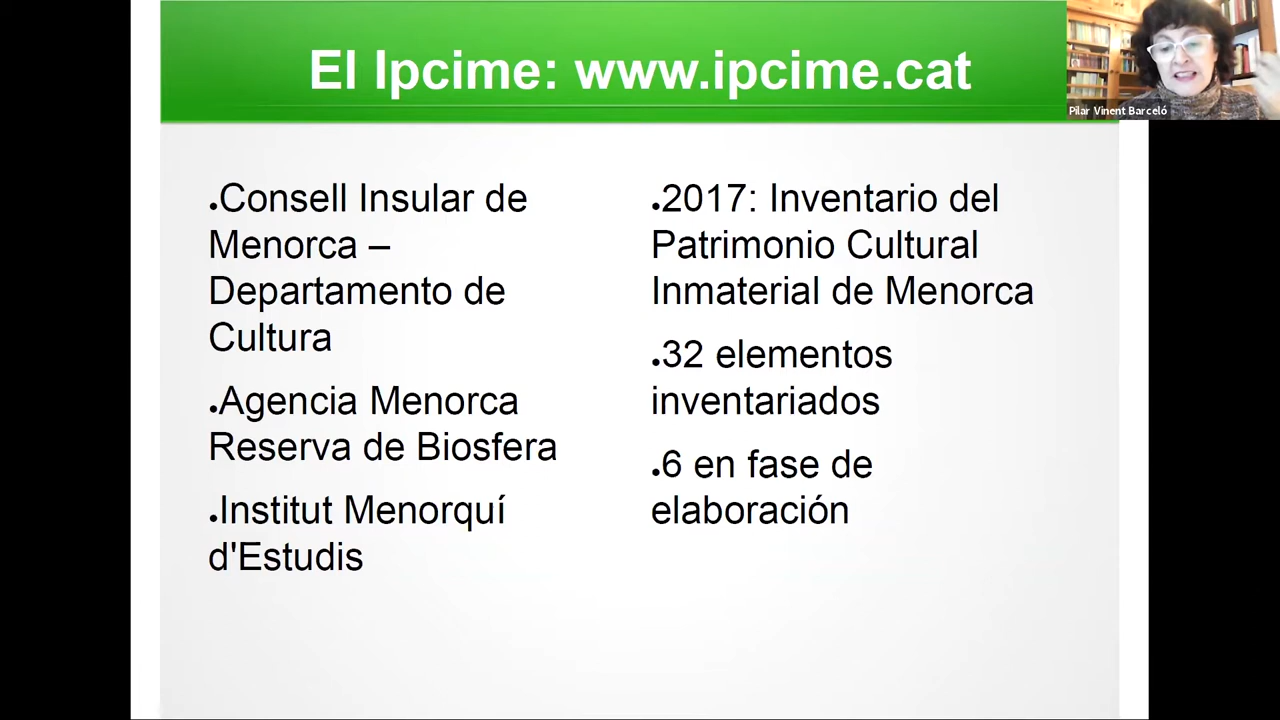 El Ipcime: www.ipcime.cat
Pilar Vinent Barceló
●Consell Insular de
Menorca –
Departamento de
Cultura
●Agencia Menorca
Reserva de Biosfera
●Institut Menorquí
d'Estudis
●2017: Inventario del
Patrimonio Cultural
Inmaterial de Menorca
●32 elementos
inventariados
●6 en fase de
elaboración